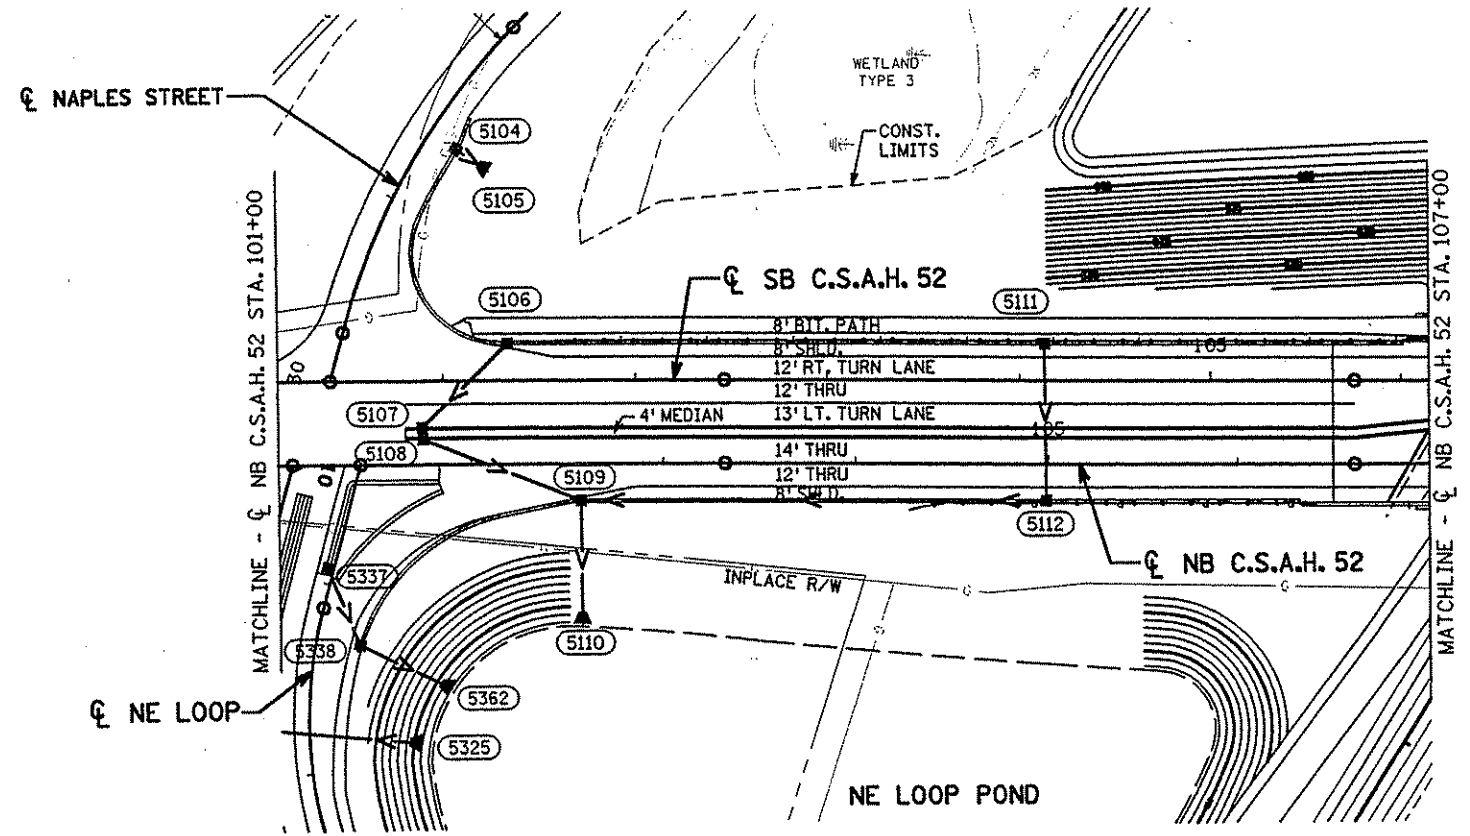 WETLAND
TYPE 3
℄ NAPLES STREET
5104
CONST.
LIMITS
5105
MATCHLINE - ℄ NB C.S.A.H. 52 STA. 101+00
MATCHLINE - ℄ NB C.S.A.H. 52 STA. 107+00
℄ SB C.S.A.H. 52
5106
5111
8' BIT. PATH
8' SHLD.
105
12' RT. TURN LANE
12' THRU
5107
4' MEDIAN
13' LT. TURN LANE
105
5108
14' THRU
5109
12' THRU
8' SHLD.
5112
℄ NB C.S.A.H. 52
5337
INPLACE R/W
5110
5338
5362
℄ NE LOOP
5325
NE LOOP POND